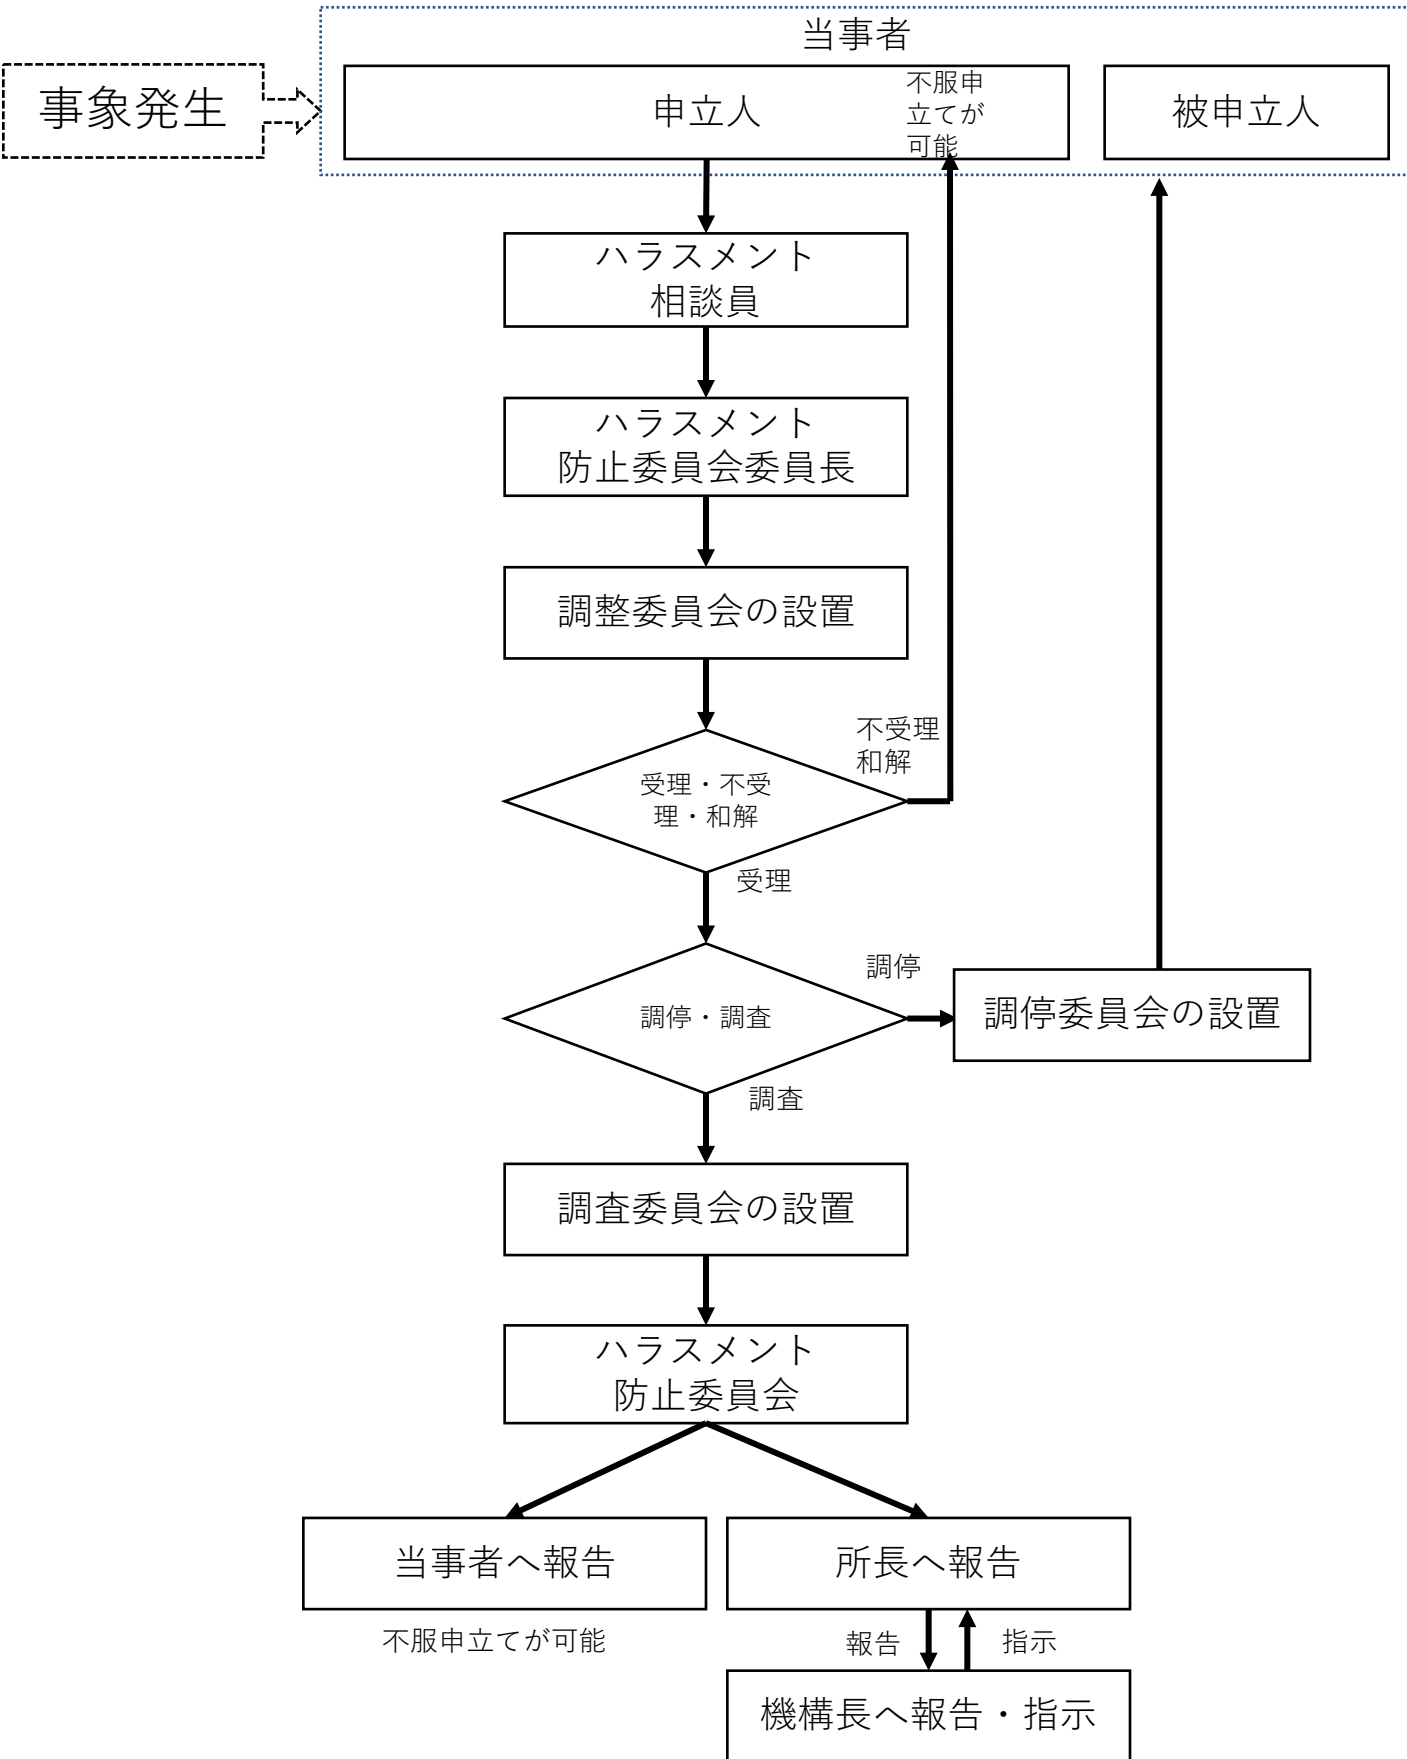 当事者
事象発生
申立人
不服申
立てが
可能
被申立人
ハラスメント
相談員
ハラスメント
防止委員会委員長
調整委員会の設置
不受理
和解
受理・不受
理・和解
受理
調停
調停・調査
調停委員会の設置
調査
調査委員会の設置
ハラスメント
防止委員会
当事者へ報告
所長へ報告
不服申立てが可能
報告
指示
機構長へ報告・指示